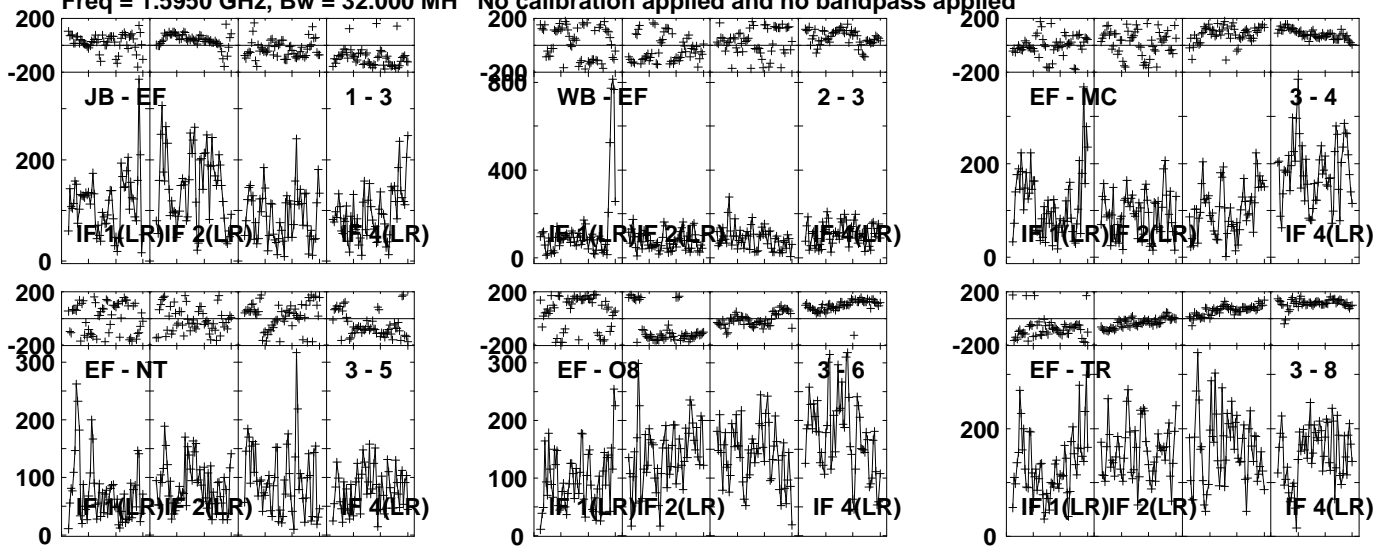 Freq = 1.5950 GHz, Bw = 32.000 MH No calibration applied and no bandpass applied
200
-200
JB - EF 1 - 3
200
0
IF 1(LR) IF 2(LR) IF 4(LR)
200
-200
800
WB - EF 2 - 3
400
0
IF 1(LR) IF 2(LR) IF 4(LR)
200
-200
EF - MC 3 - 4
200
0
IF 1(LR) IF 2(LR) IF 4(LR)
200
-200
300
EF - NT 3 - 5
200
100
0
IF 1(LR) IF 2(LR) IF 4(LR)
200
-200
300
EF - O8 3 - 6
200
100
0
IF 1(LR) IF 2(LR) IF 4(LR)
200
-200
EF - TR 3 - 8
200
0
IF 1(LR) IF 2(LR) IF 4(LR)